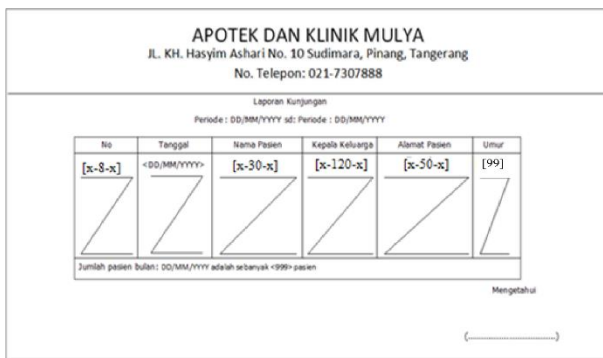 APOTEK DAN KLINIK MULYA
JL. KH. Hasyim Ashari No. 10 Sudimara, Pinang, Tangerang
No. Telepon: 021-7307888
Laporan Kunjungan
Periode : DD/MM/YYYY sd: Periode : DD/MM/YYYY
No Tanggal Nama Pasien Kepala Keluarga Alamat Pasien Umur
[x-8-x] <DD/MM/YYYY> [x-30-x] [x-120-x] [x-50-x] [99]
Jumlah pasien bulan: DD/MM/YYYY adalah sebanyak <999> pasien
Mengetahui
(..................................)